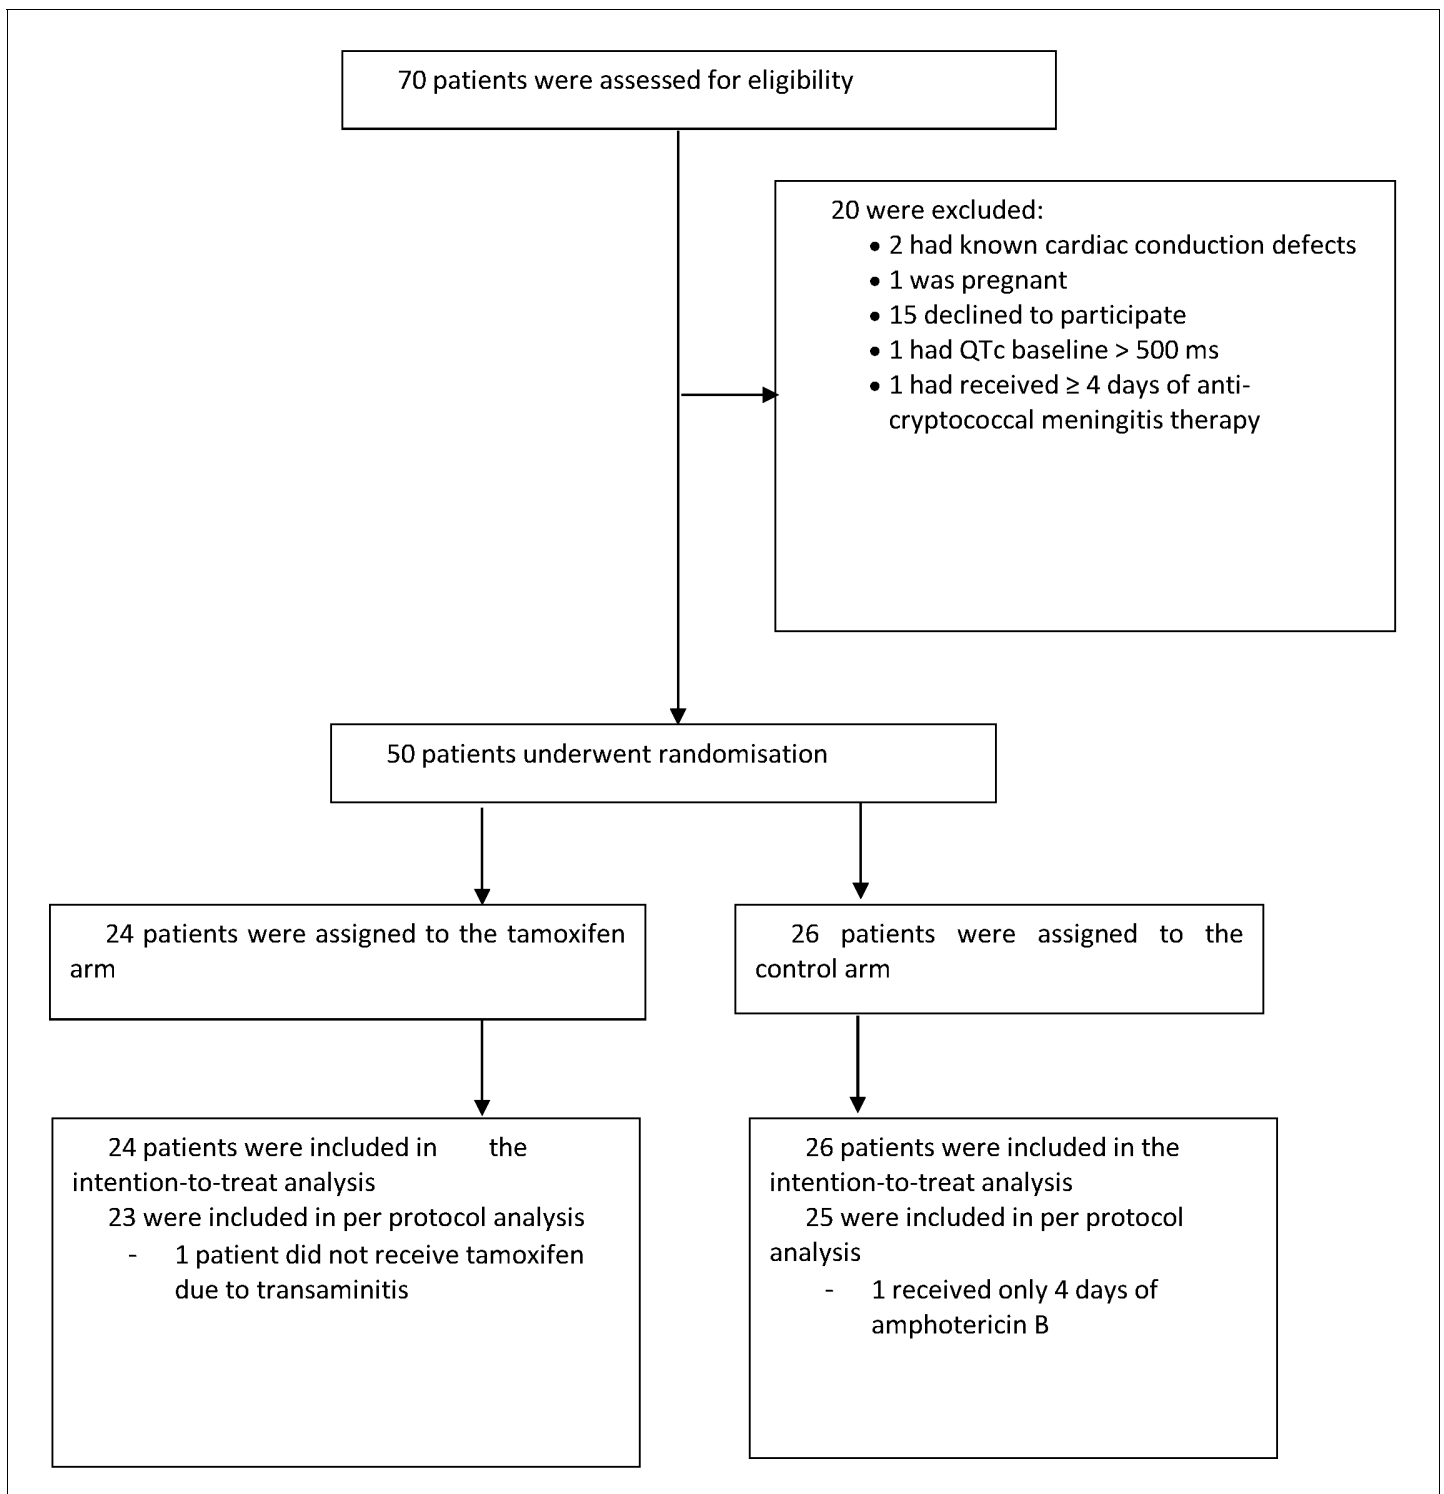 70 patients were assessed for eligibility
20 were excluded:
• 2 had known cardiac conduction defects
• 1 was pregnant
• 15 declined to participate
• 1 had QTc baseline > 500 ms
• 1 had received ≥ 4 days of anti-
cryptococcal meningitis therapy
50 patients underwent randomisation
24 patients were assigned to the tamoxifen
arm
26 patients were assigned to the
control arm
24 patients were included in the
intention-to-treat analysis
23 were included in per protocol analysis
- 1 patient did not receive tamoxifen
due to transaminitis
26 patients were included in the
intention-to-treat analysis
25 were included in per protocol
analysis
- 1 received only 4 days of
amphotericin B